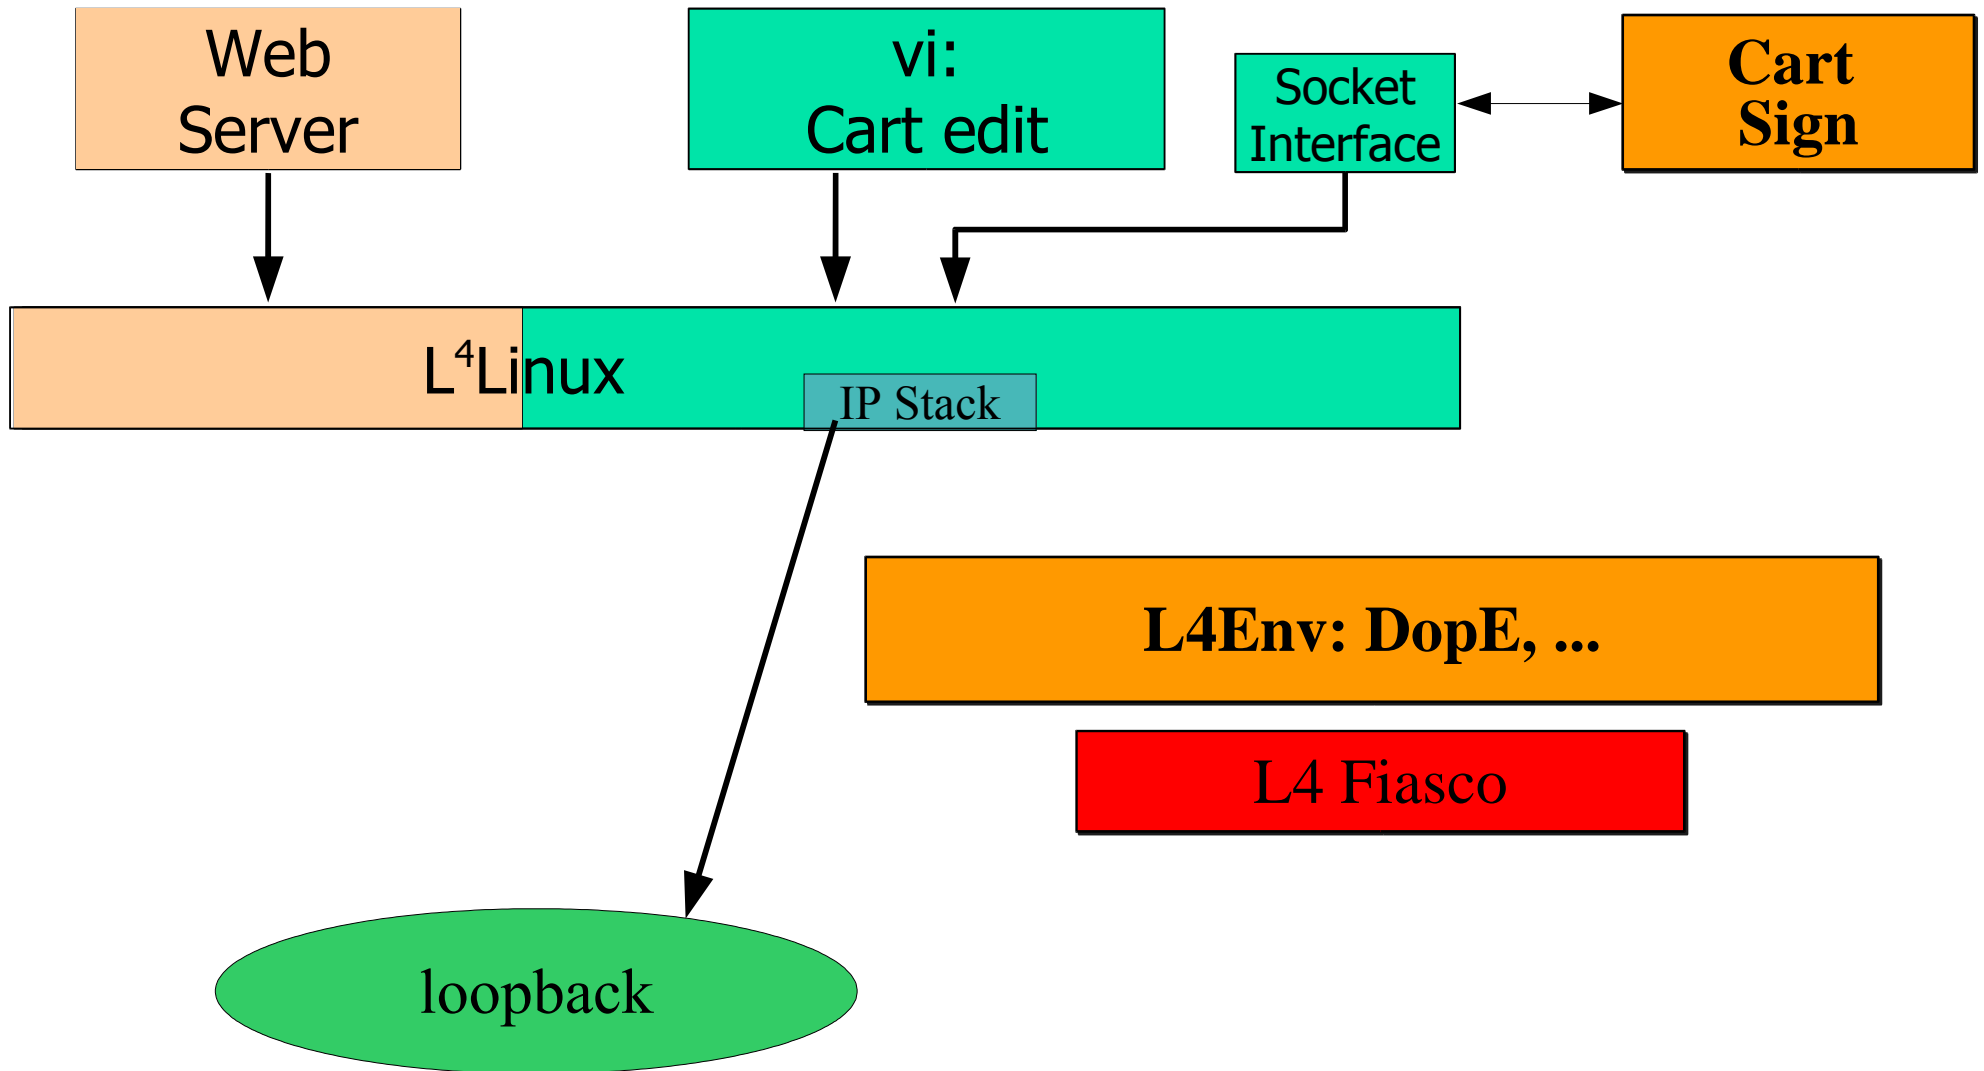 Web
Server
vi:
Cart edit
Socket
Interface
Cart
Sign
L⁴Linux
IP Stack
L4Env: DopE, ...
L4 Fiasco
loopback